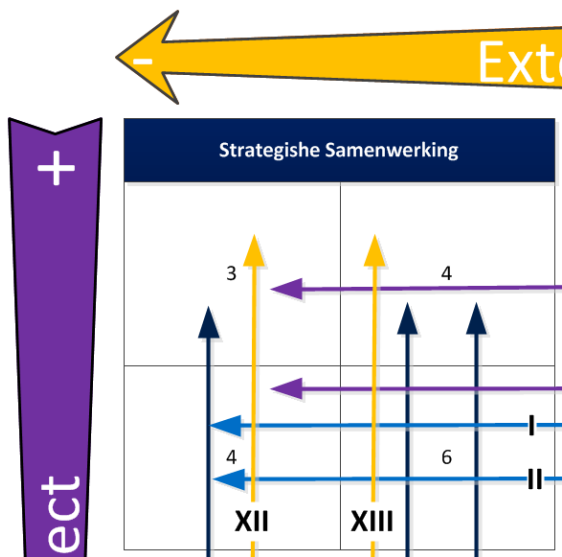 -
Exte
Strategishe Samenwerking
+
3 4
I
4 6
II
XII XIII
ect